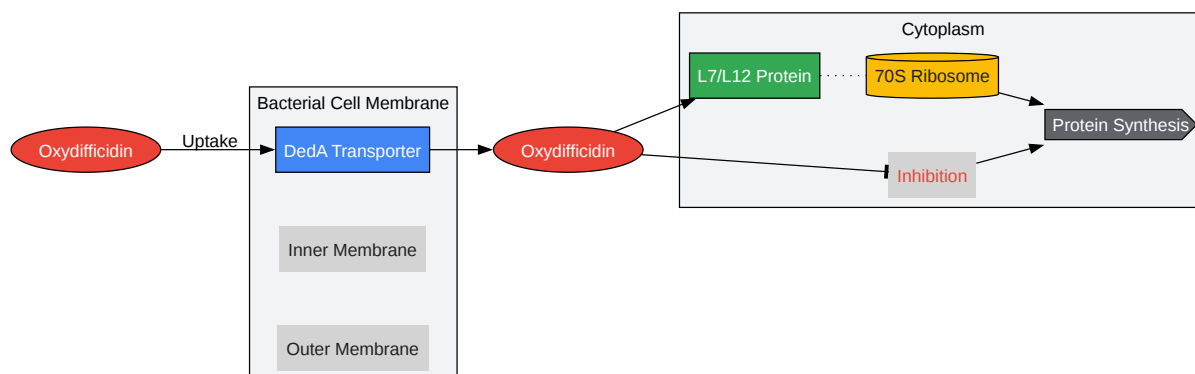 Cytoplasm
L7/L12 Protein
70S Ribosome
Bacterial Cell Membrane
Protein Synthesis
Oxydifficidin
Uptake
DedA Transporter
Oxydifficidin
Inhibition
Inner Membrane
Outer Membrane